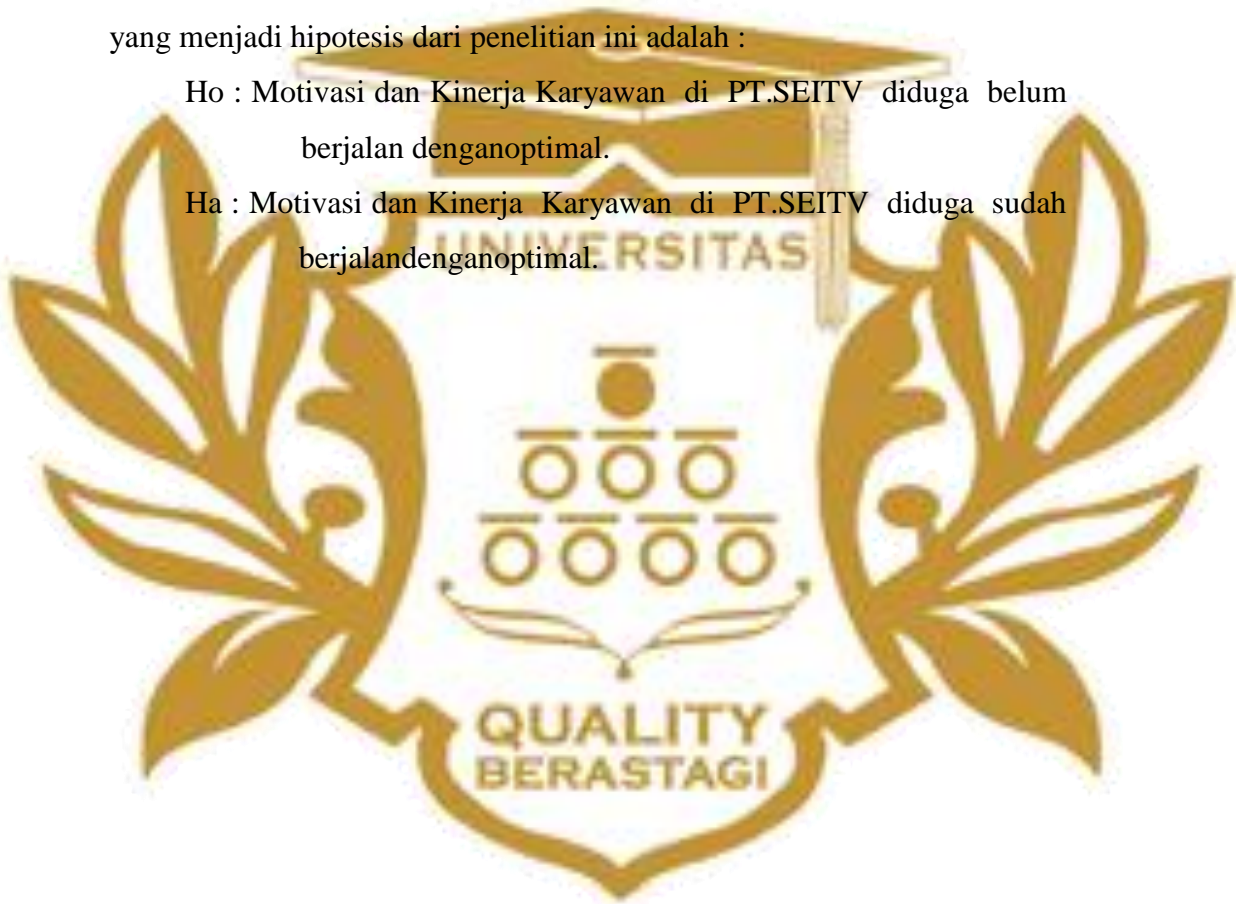 yang menjadi hipotesis dari penelitian ini adalah :
Ho : Motivasi dan Kinerja Karyawan di PT.SEITV diduga belum
berjalan denganoptimal.
Ha : Motivasi dan Kinerja Karyawan di PT.SEITV diduga sudah
berjalandenganoptimal.
UNIVERSITAS
QUALITY
BERASTAGI